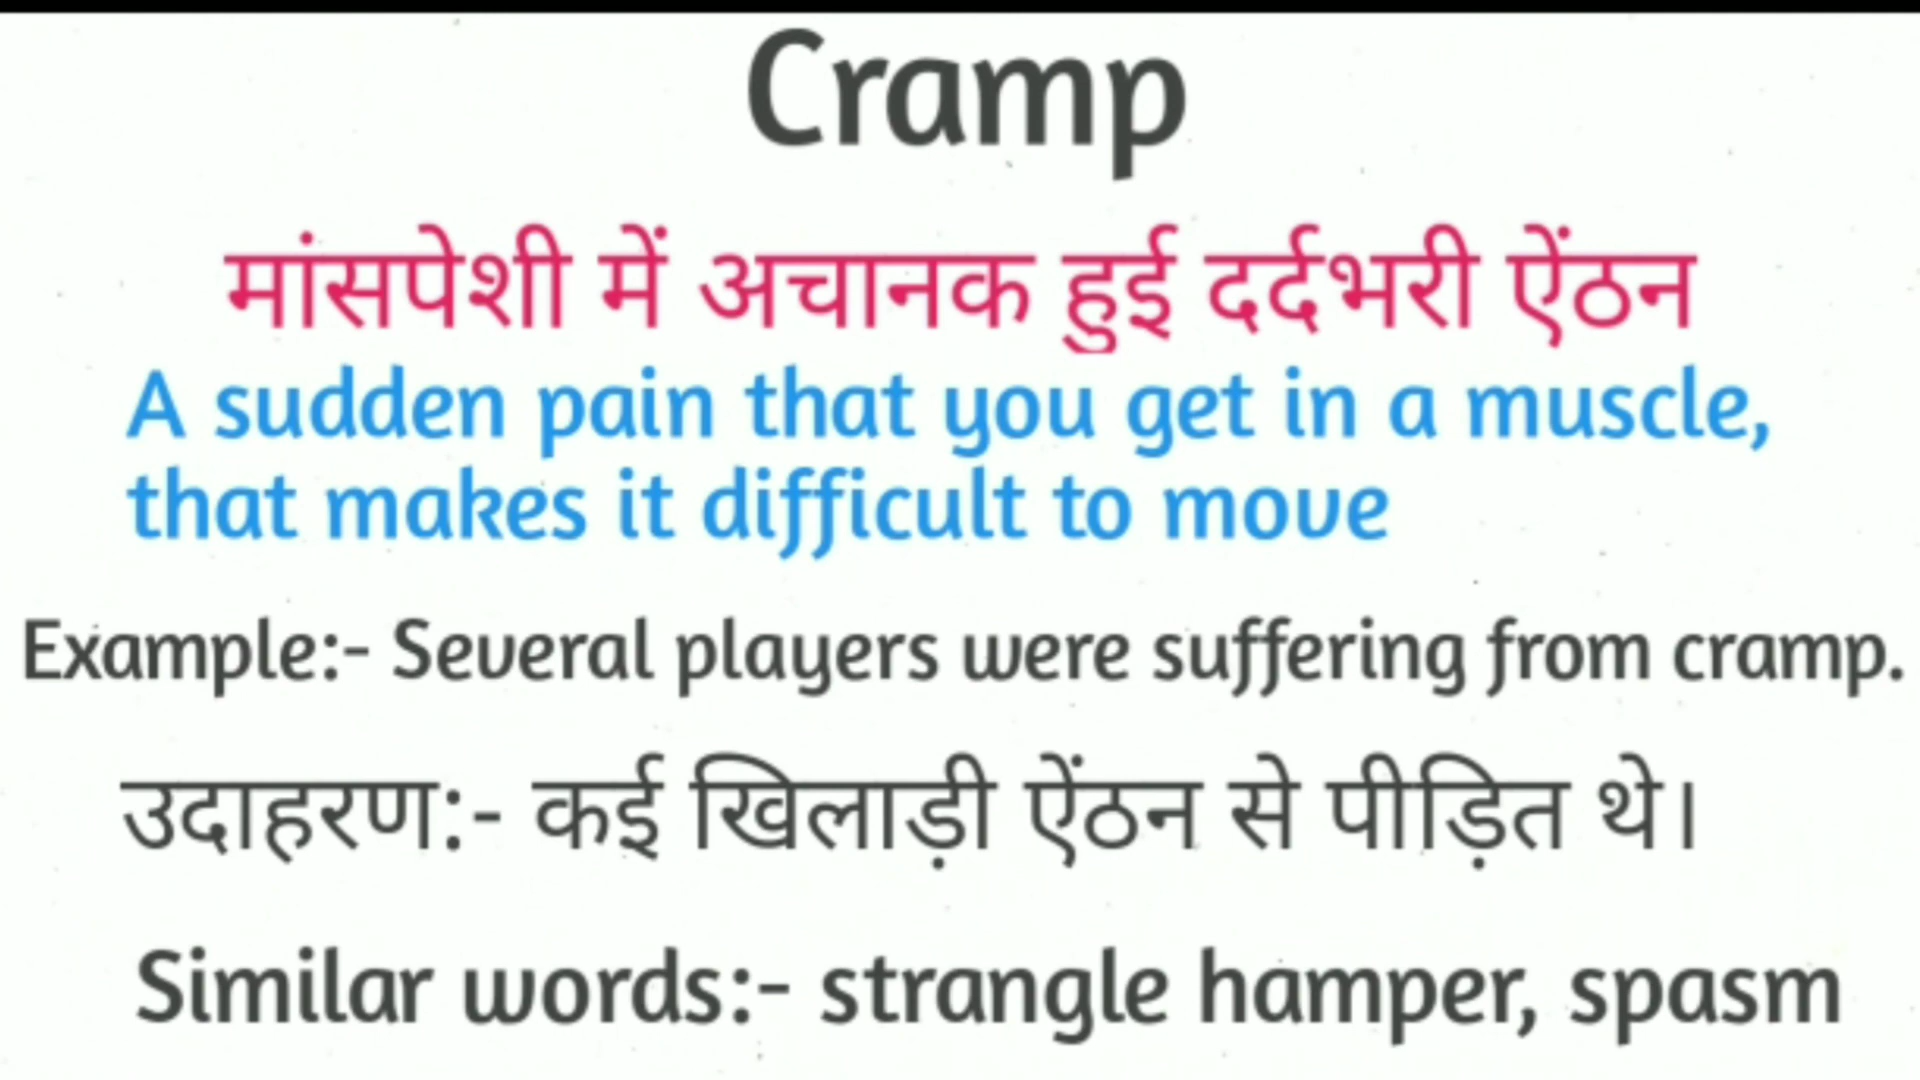 Cramp
मांसपेशी में अचानक हुई दर्दभरी ऐंठन
A sudden pain that you get in a muscle,
that makes it difficult to move
Example:- Several players were suffering from cramp.
उदाहरण:- कई खिलाड़ी ऐंठन से पीड़ित थे।
Similar words:- strangle hamper, spasm